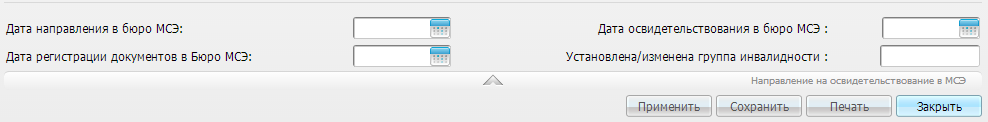 Дата направления в бюро МСЭ: Дата освидетельствования в бюро МСЭ :
Дата регистрации документов в Бюро МСЭ: Установлена/изменена группа инвалидности :
Направление на освидетельствование в МСЭ
Применить Сохранить Печать Закрыть